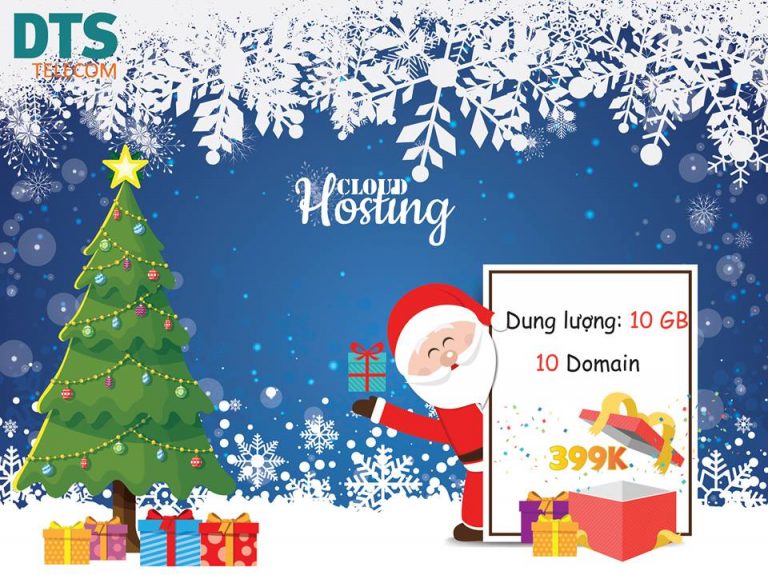 DTS
TELECOM
CLOUD
Hosting
Dung lượng: 10 GB
10 Domain
399K